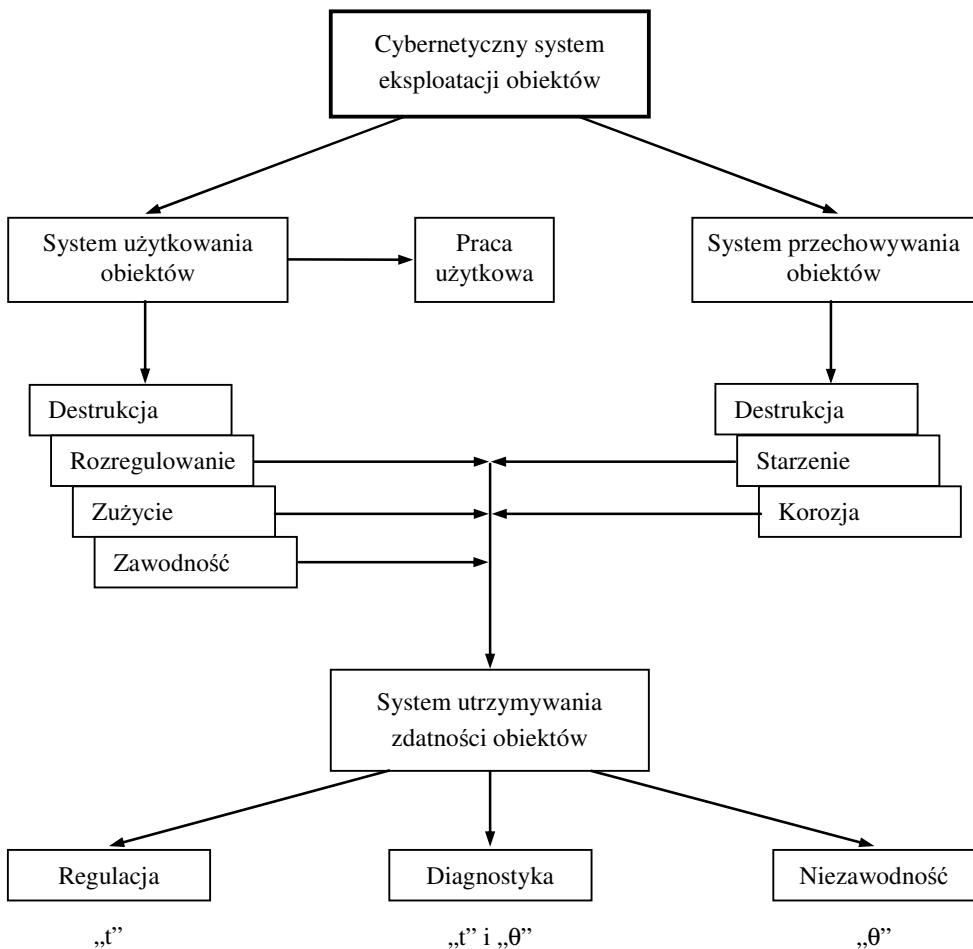 Cybernetyczny system
eksploatacji obiektów
System użytkowania
obiektów
Praca
użytkowa
System przechowywania
obiektów
Destrukcja
Rozregulowanie
Zużycie
Zawodność
Destrukcja
Starzenie
Korozja
System utrzymywania
zdatności obiektów
Regulacja
Diagnostyka
Niezawodność
„t”
„t” i „θ”
„θ”